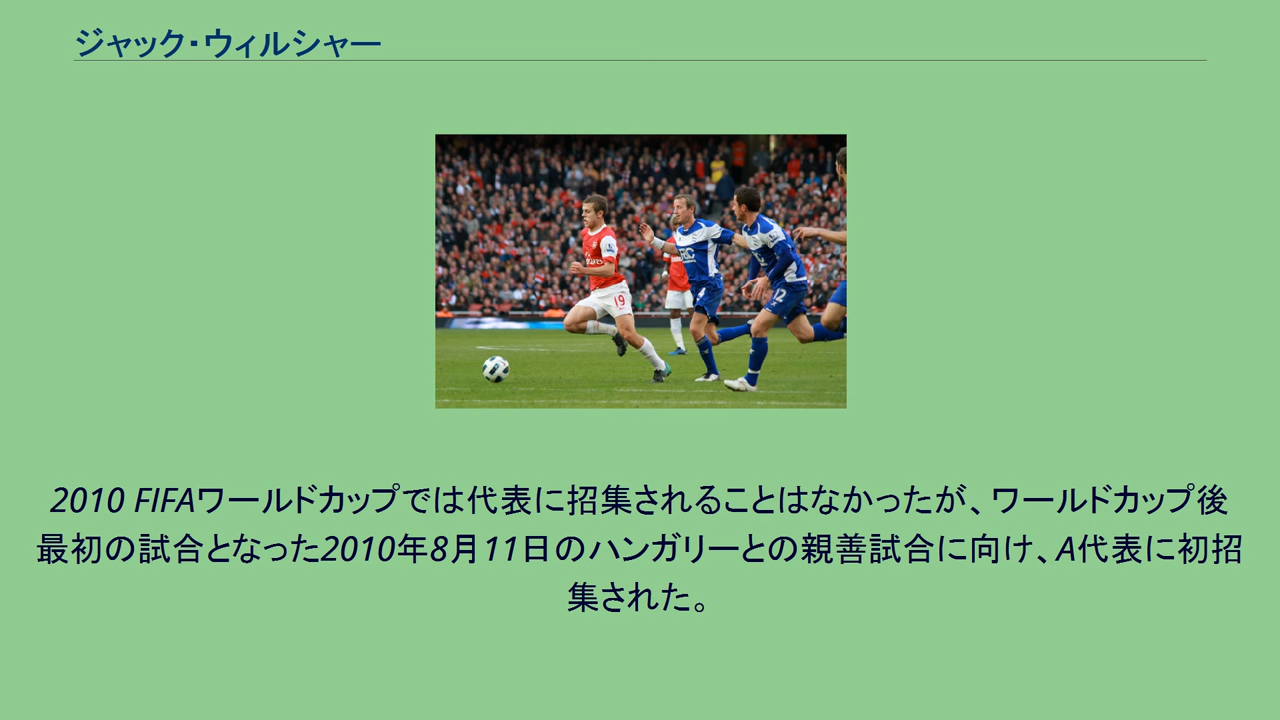 ジャック・ウィルシャー
19
12
2010 FIFAワールドカップでは代表に招集されることはなかったが、ワールドカップ後
最初の試合となった2010年8月11日のハンガリーとの親善試合に向け、A代表に初招
集された。